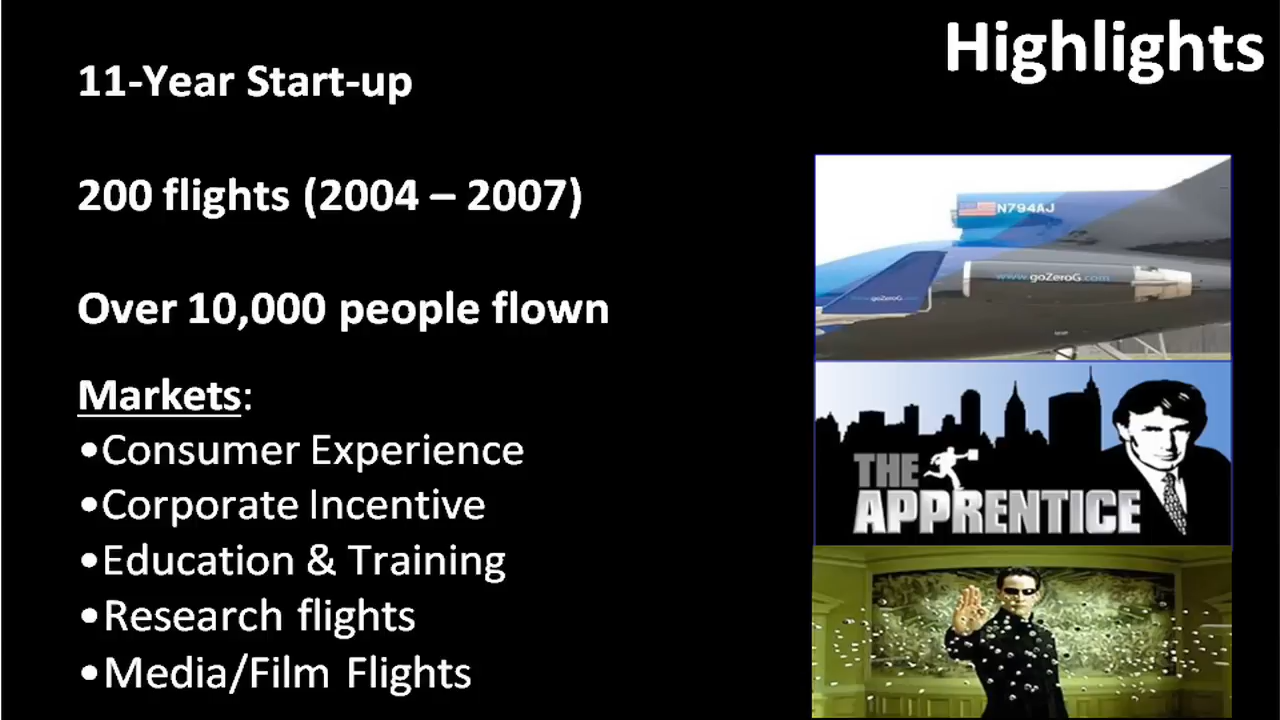 Highlights
11-Year Start-up
200 flights (2004 – 2007)
Over 10,000 people flown
Markets:
•Consumer Experience
•Corporate Incentive
•Education & Training
•Research flights
•Media/Film Flights
N794AJ
www.goZeroG.com
www.goZeroG.com
THE
APPRENTICE